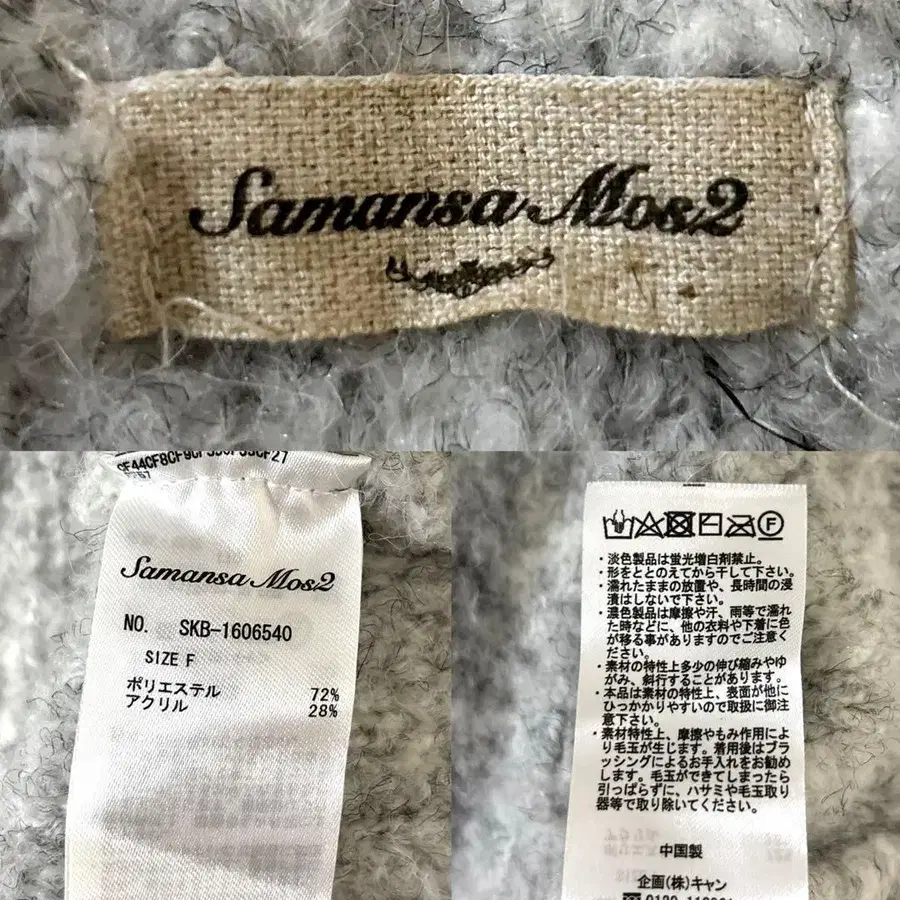 Samansa Mos2
Samansa Mos2
NO. SKB-1606540
SIZE F
ポリエステル 72%
アクリル 28%
F
・淡色製品は蛍光増白剤禁止。
・形をととのえてから干して下さい。
・濡れたままの放置や、長時間の浸
漬はしないで下さい。
・濃色製品は摩擦や汗、雨等で濡れ
た時などに、他の衣料や下着に色
が移る事がありますのでご注意く
ださい。
・素材の特性上多少の伸び縮みやゆ
がみ、斜行することがあります。
・本品は素材の特性上、表面が他に
ひっかかりやすいので取扱に御注
意下さい。
・素材特性上、摩擦やもみ作用によ
り毛玉が生じます。着用後はブラ
ッシングによるお手入れをお勧め
します。毛玉ができてしまったら
引っぱらずに、ハサミや毛玉取り
器等で取り除いてください。
中国製
企画(株)キャン